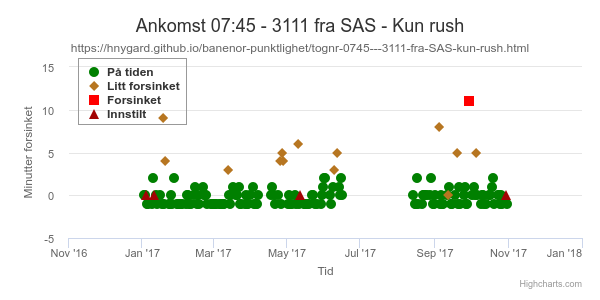 Ankomst 07:45 - 3111 fra SAS - Kun rush
https://hnygard.github.io/banenor-punktlighet/tognr-0745---3111-fra-SAS-kun-rush.html
På tiden
Litt forsinket
Forsinket
Innstilt
Minutter forsinket
15
10
5
0
-5
Nov '16
Jan '17
Mar '17
May '17
Jul '17
Sep '17
Nov '17
Jan '18
Tid
Highcharts.com